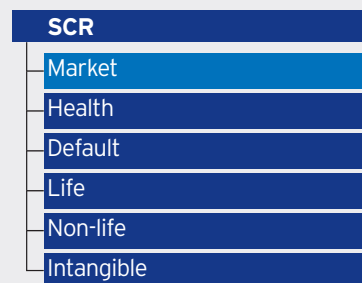 SCR
Market
Health
Default
Life
Non-life
Intangible